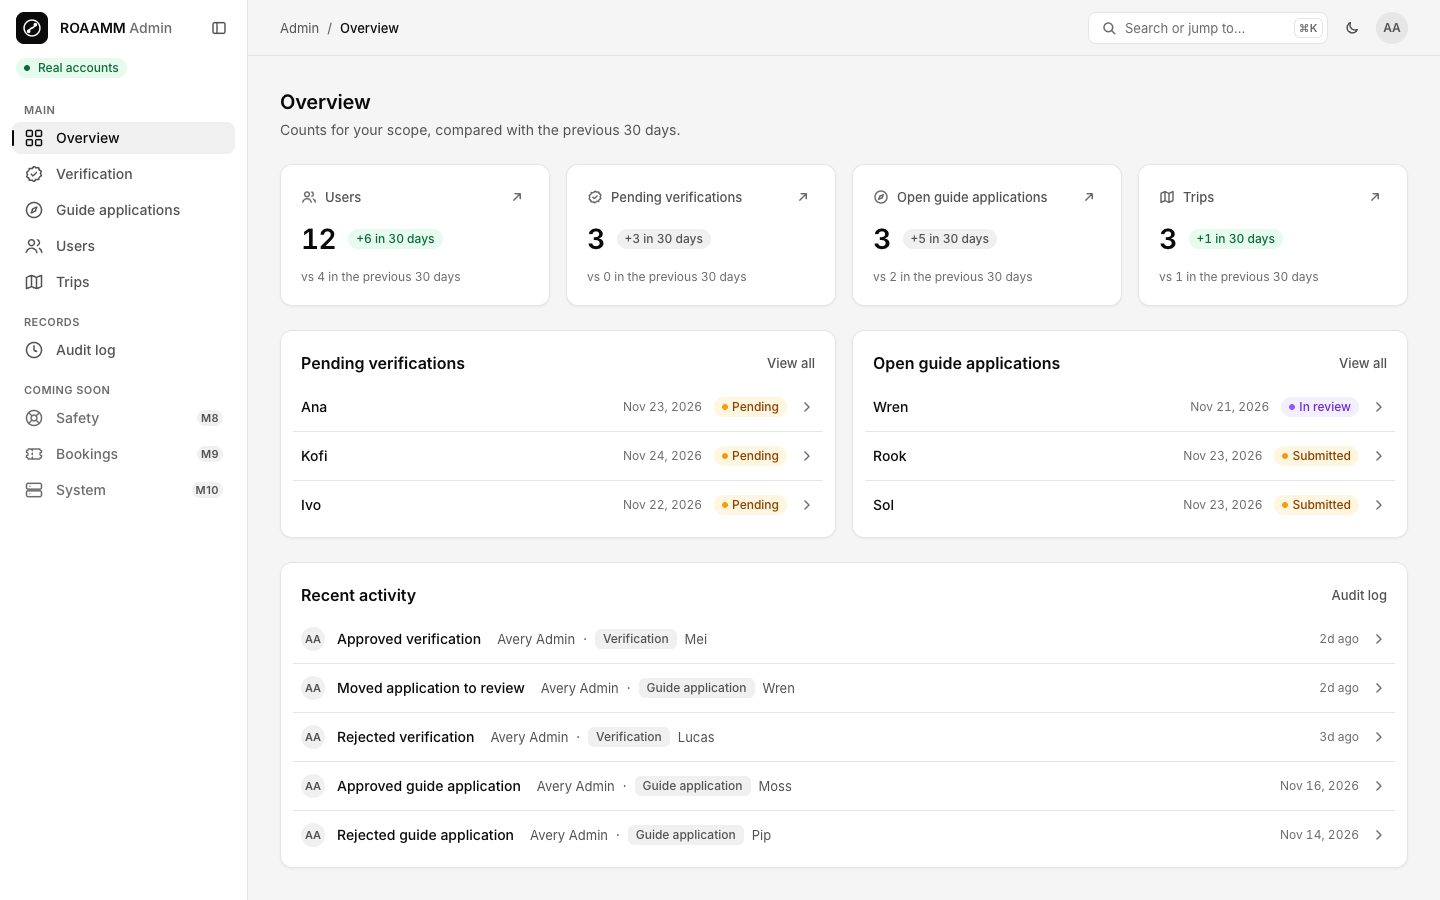 ROAAMM Admin
Real accounts
MAIN
Overview
Verification
Guide applications
Users
Trips
RECORDS
Audit log
COMING SOON
Safety M8
Bookings M9
System M10
Admin / Overview
Search or jump to... ⌘K
AA
Overview
Counts for your scope, compared with the previous 30 days.
Users
12 +6 in 30 days
vs 4 in the previous 30 days
Pending verifications
3 +3 in 30 days
vs 0 in the previous 30 days
Open guide applications
3 +5 in 30 days
vs 2 in the previous 30 days
Trips
3 +1 in 30 days
vs 1 in the previous 30 days
Pending verifications View all
Ana Nov 23, 2026 Pending
Kofi Nov 24, 2026 Pending
Ivo Nov 22, 2026 Pending
Open guide applications View all
Wren Nov 21, 2026 In review
Rook Nov 23, 2026 Submitted
Sol Nov 23, 2026 Submitted
Recent activity Audit log
AA Approved verification Avery Admin · Verification Mei 2d ago
AA Moved application to review Avery Admin · Guide application Wren 2d ago
AA Rejected verification Avery Admin · Verification Lucas 3d ago
AA Approved guide application Avery Admin · Guide application Moss Nov 16, 2026
AA Rejected guide application Avery Admin · Guide application Pip Nov 14, 2026